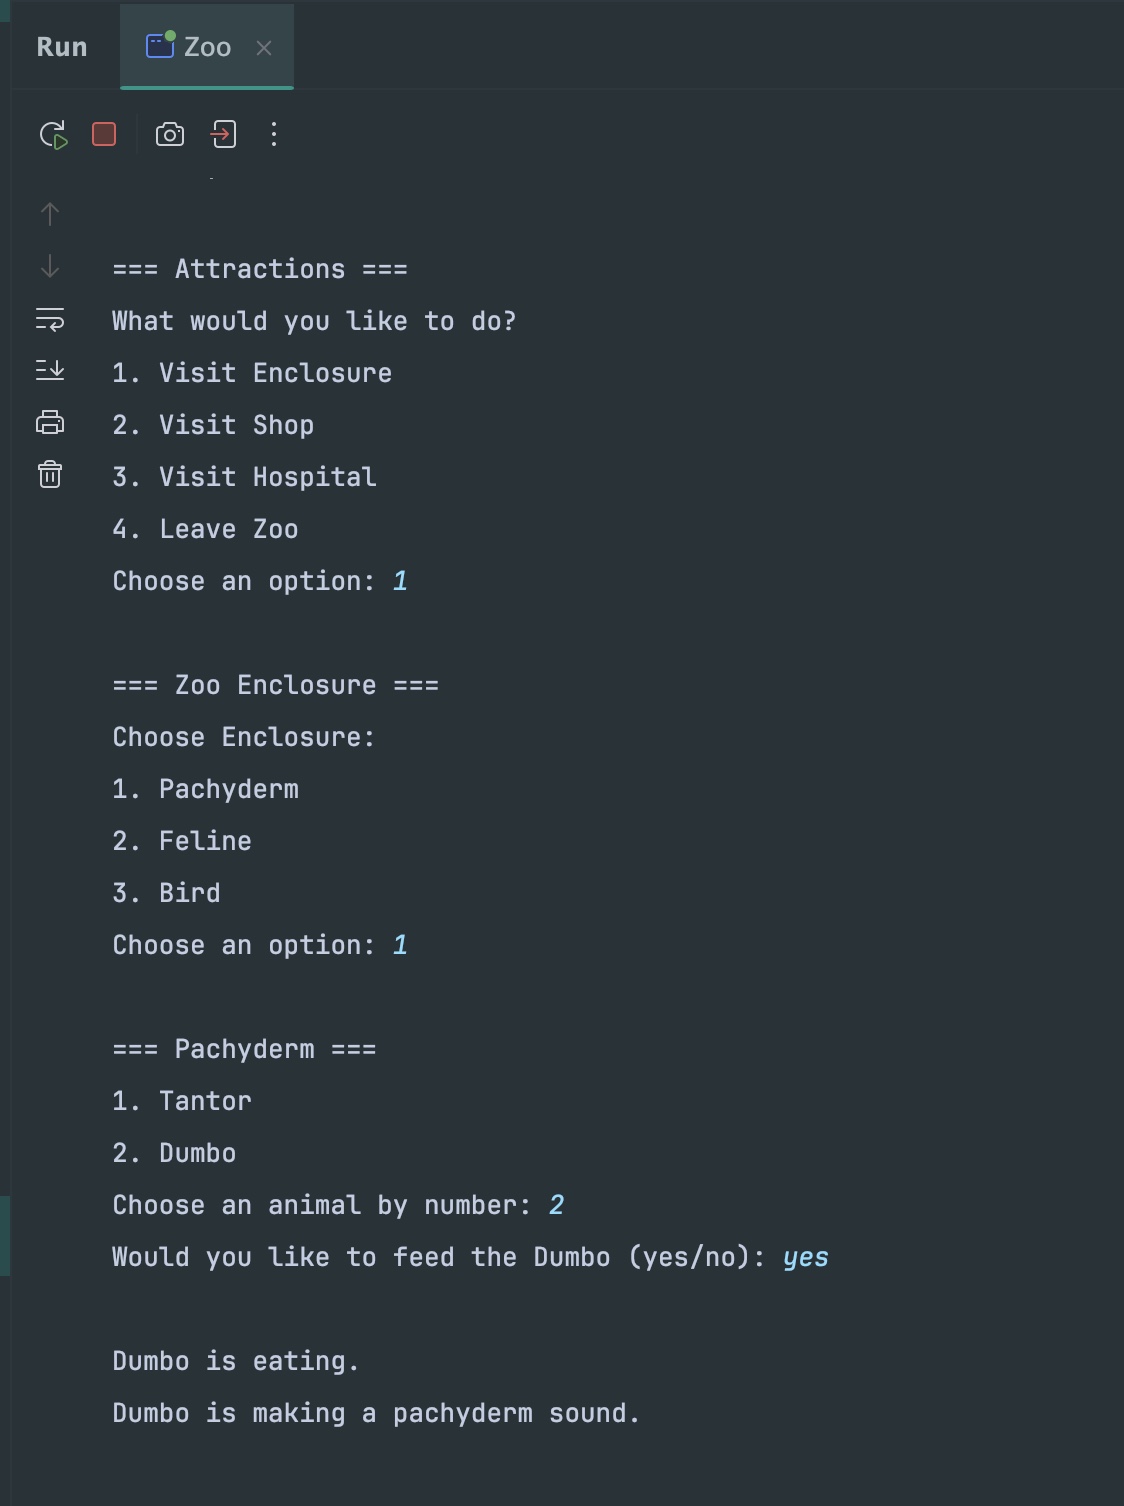 Run Zoo
=== Attractions ===
What would you like to do?
1. Visit Enclosure
2. Visit Shop
3. Visit Hospital
4. Leave Zoo
Choose an option: 1
=== Zoo Enclosure ===
Choose Enclosure:
1. Pachyderm
2. Feline
3. Bird
Choose an option: 1
=== Pachyderm ===
1. Tantor
2. Dumbo
Choose an animal by number: 2
Would you like to feed the Dumbo (yes/no): yes
Dumbo is eating.
Dumbo is making a pachyderm sound.